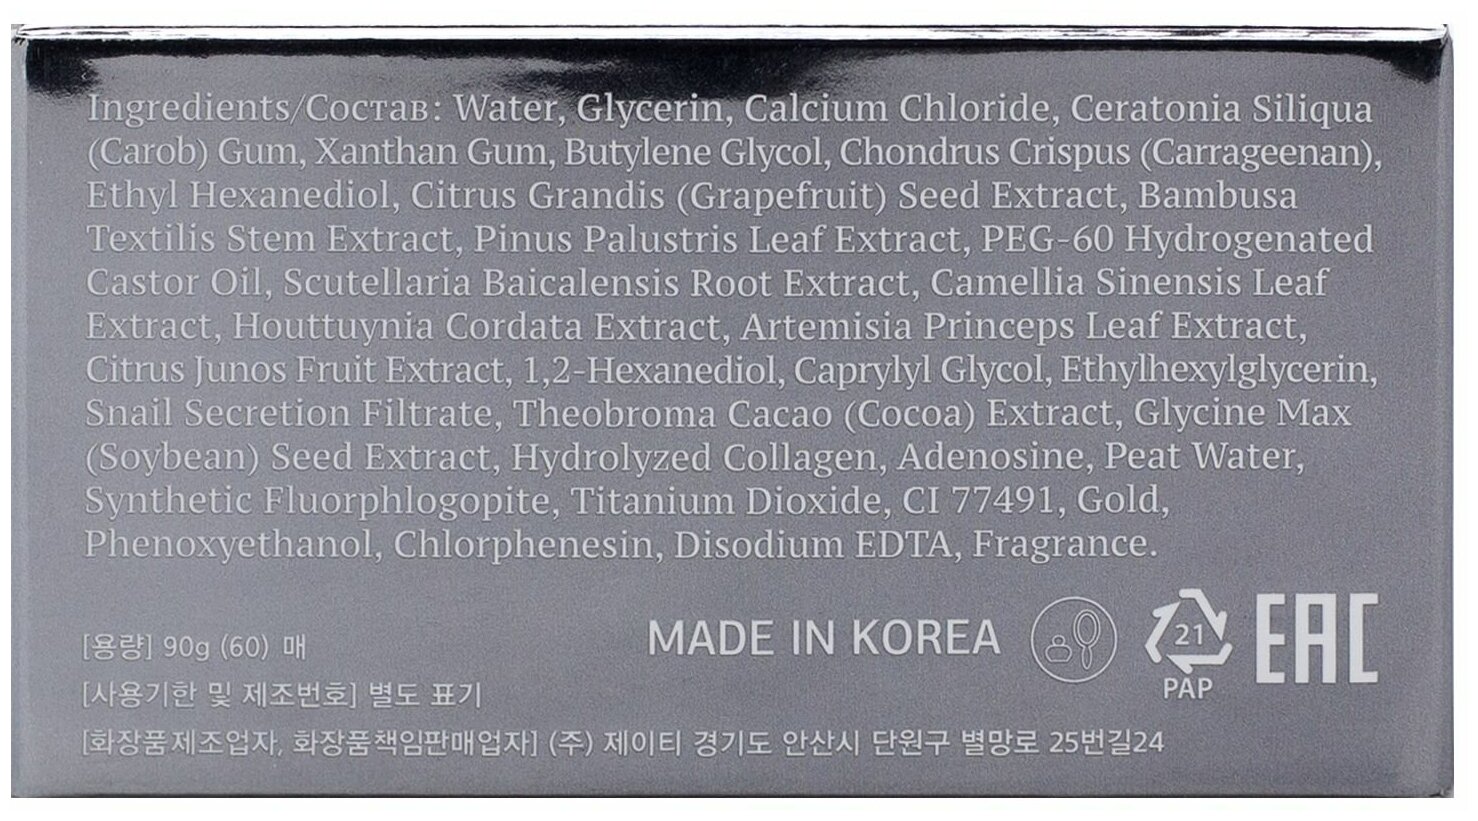 Ingredients/Состав: Water, Glycerin, Calcium Chloride, Ceratonia Siliqua
(Carob) Gum, Xanthan Gum, Butylene Glycol, Chondrus Crispus (Carrageenan),
Ethyl Hexanediol, Citrus Grandis (Grapefruit) Seed Extract, Bambusa
Textilis Stem Extract, Pinus Palustris Leaf Extract, PEG-60 Hydrogenated
Castor Oil, Scutellaria Baicalensis Root Extract, Camellia Sinensis Leaf
Extract, Houttuynia Cordata Extract, Artemisia Princeps Leaf Extract,
Citrus Junos Fruit Extract, 1,2-Hexanediol, Caprylyl Glycol, Ethylhexylglycerin,
Snail Secretion Filtrate, Theobroma Cacao (Cocoa) Extract, Glycine Max
(Soybean) Seed Extract, Hydrolyzed Collagen, Adenosine, Peat Water,
Synthetic Fluorphlogopite, Titanium Dioxide, CI 77491, Gold,
Phenoxyethanol, Chlorphenesin, Disodium EDTA, Fragrance.
MADE IN KOREA
21
PAP
EAC
[용량] 90g (60) 매
[사용기한 및 제조번호] 별도 표기
[화장품제조업자, 화장품책임판매업자] (주) 제이티 경기도 안산시 단원구 별망로 25번길24